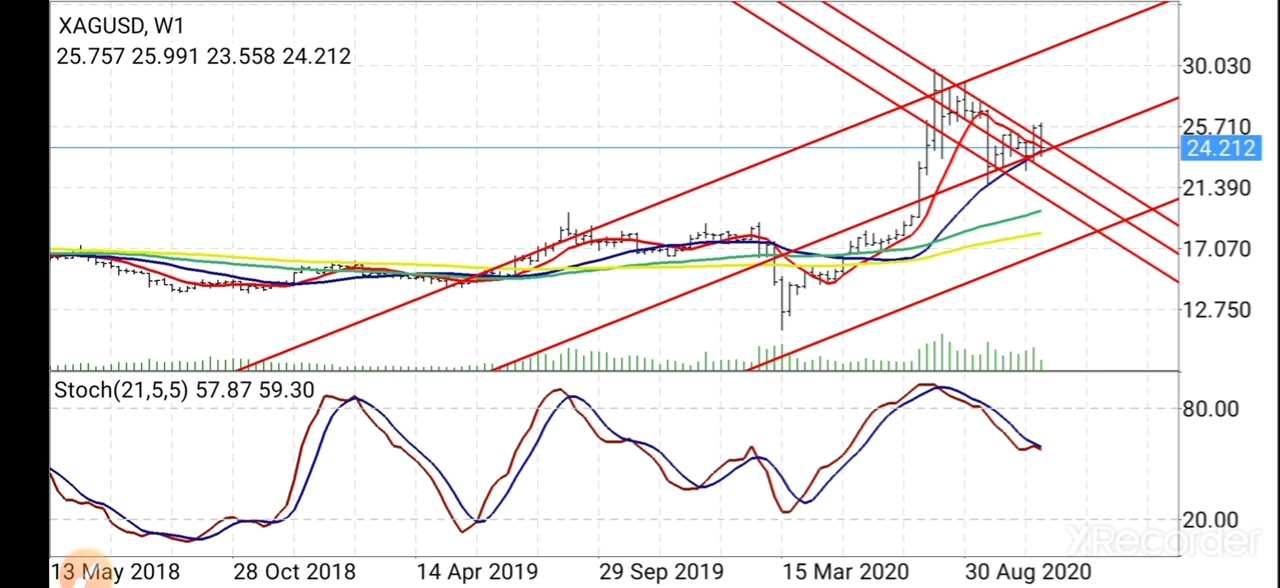 XAGUSD, W1
25.757 25.991 23.558 24.212
30.030
25.710
24.212
21.390
17.070
12.750
Stoch(21,5,5) 57.87 59.30
80.00
20.00
XRecorder
13 May 2018 28 Oct 2018 14 Apr 2019 29 Sep 2019 15 Mar 2020 30 Aug 2020